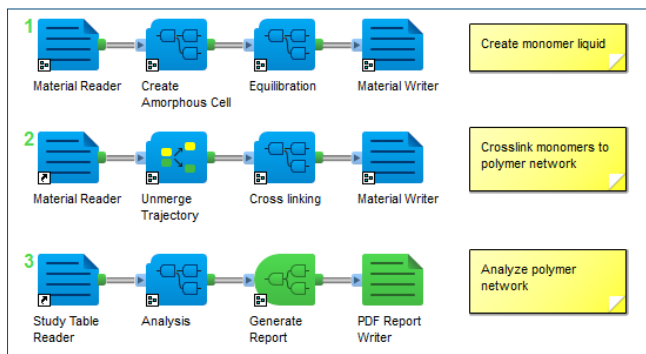 1
Create monomer liquid
Material Reader
Create
Amorphous Cell
Equilibration
Material Writer
2
Crosslink monomers to
polymer network
Material Reader
Unmerge
Trajectory
Cross linking
Material Writer
3
Analyze polymer
network
Study Table
Reader
Analysis
Generate
Report
PDF Report
Writer